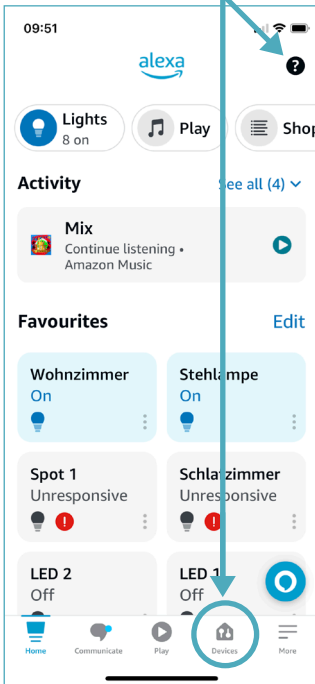 09:51
alexa
?
Lights
8 on
Play
Shop
Activity
See all (4)
Mix
Continue listening •
Amazon Music
Favourites
Edit
Wohnzimmer
On
Stehlampe
On
Spot 1
Unresponsive
!
Schlafzimmer
Unresponsive
!
LED 2
Off
LED 1
Off
Home
Communicate
Play
Devices
More